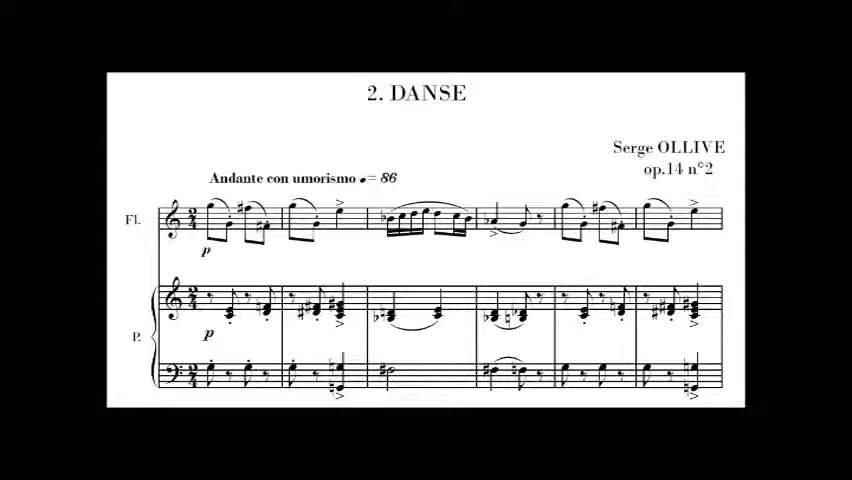 2. DANSE
Serge OLLIVE
op.14 n°2
Andante con umorismo ♩= 86
Fl.
p
p
P.